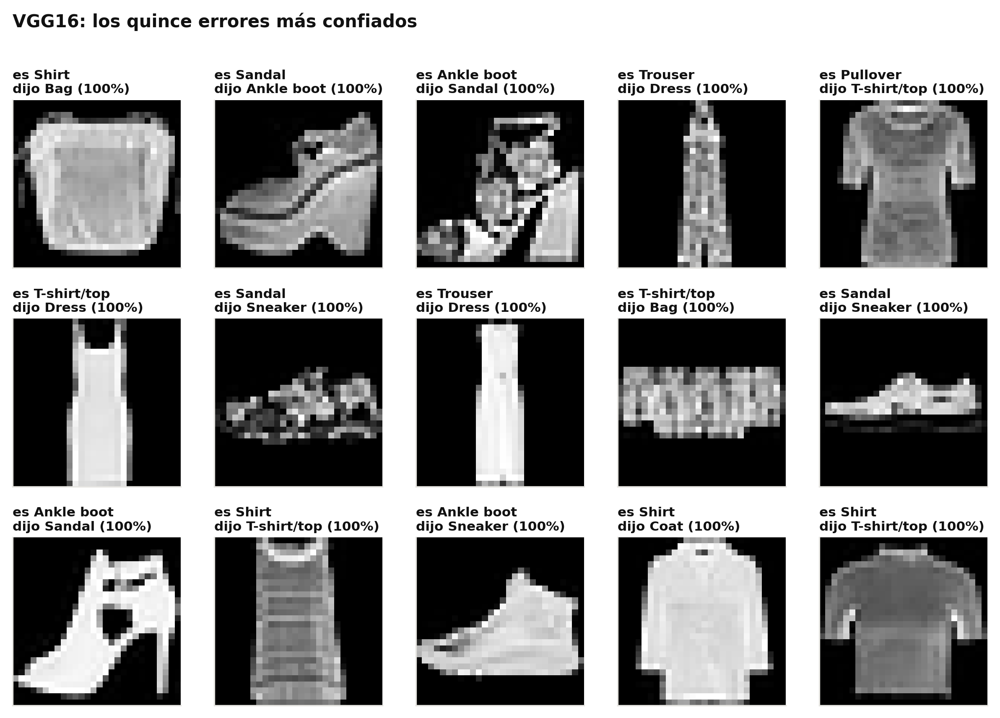 VGG16: los quince errores más confiados
es Shirt
dijo Bag (100%)
es Sandal
dijo Ankle boot (100%)
es Ankle boot
dijo Sandal (100%)
es Trouser
dijo Dress (100%)
es Pullover
dijo T-shirt/top (100%)
es T-shirt/top
dijo Dress (100%)
es Sandal
dijo Sneaker (100%)
es Trouser
dijo Dress (100%)
es T-shirt/top
dijo Bag (100%)
es Sandal
dijo Sneaker (100%)
es Ankle boot
dijo Sandal (100%)
es Shirt
dijo T-shirt/top (100%)
es Ankle boot
dijo Sneaker (100%)
es Shirt
dijo Coat (100%)
es Shirt
dijo T-shirt/top (100%)